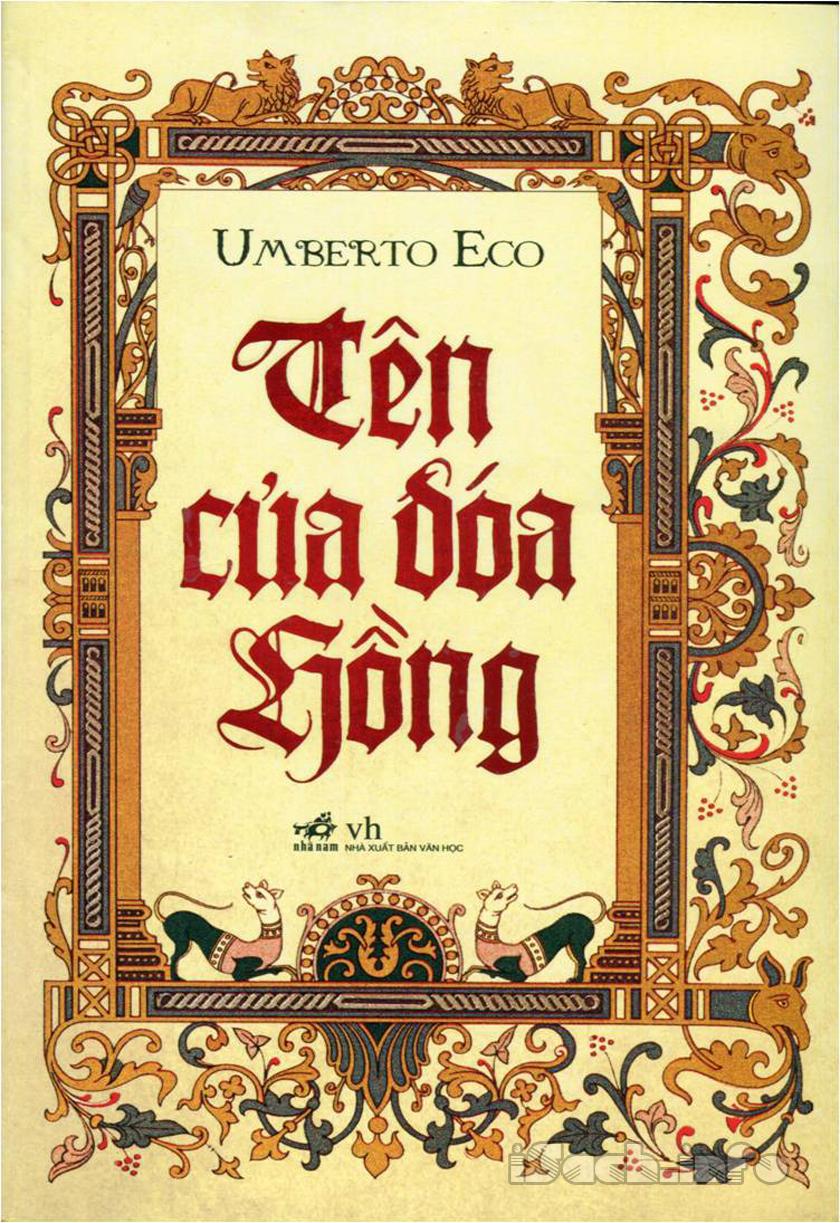 UMBERTO ECO
Tên
của đóa
Hồng
nhã nam
vh
NHÀ XUẤT BẢN VĂN HỌC
iSach.info